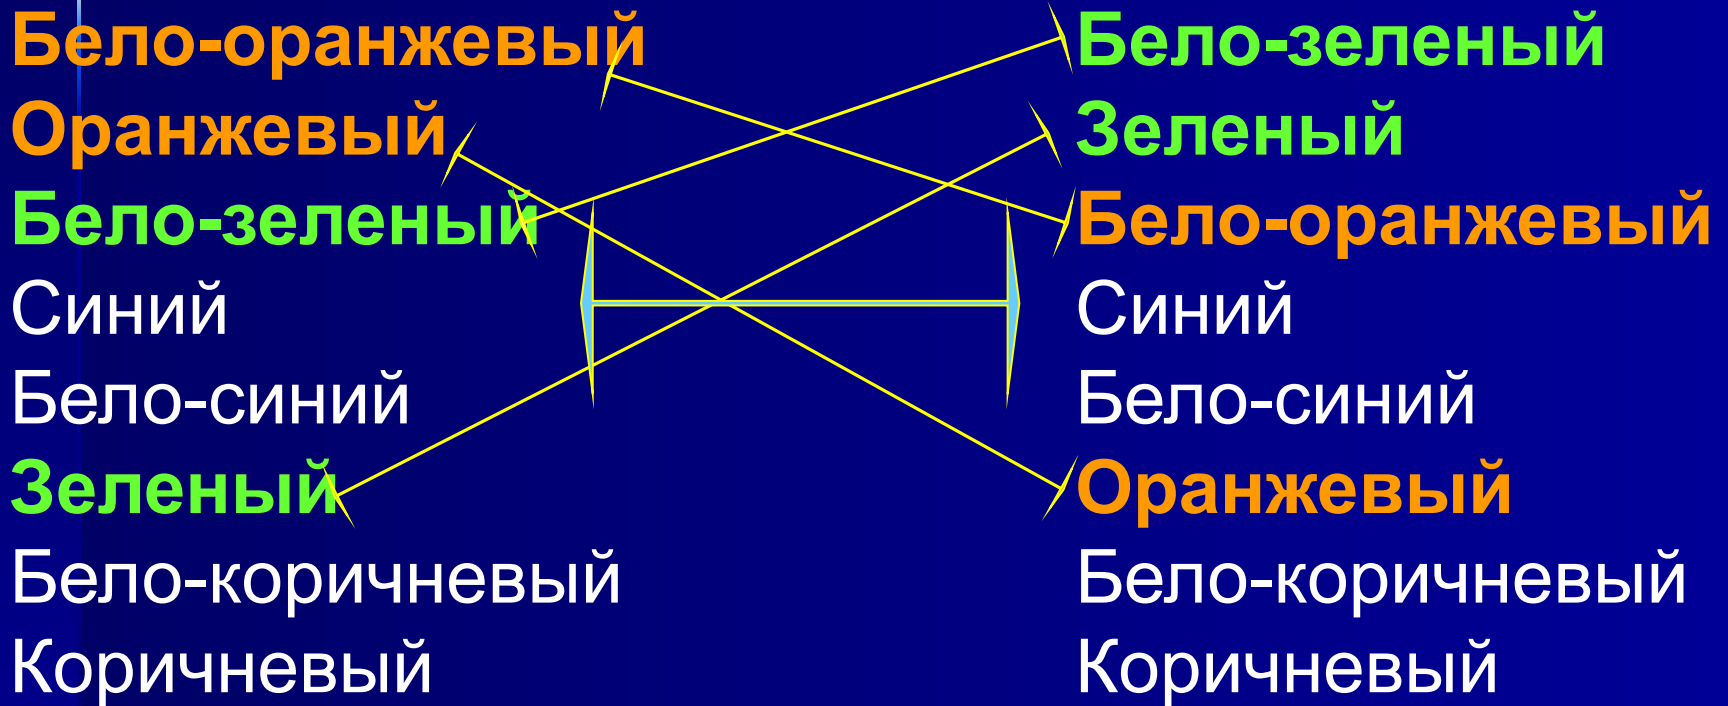 Бело-оранжевый
Оранжевый
Бело-зеленый
Синий
Бело-синий
Зеленый
Бело-коричневый
Коричневый
Бело-зеленый
Зеленый
Бело-оранжевый
Синий
Бело-синий
Оранжевый
Бело-коричневый
Коричневый